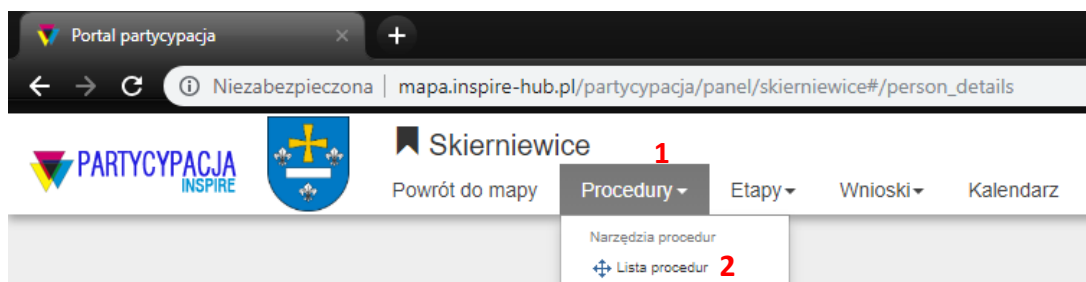 Portal partycypacja
Niezabezpieczona | mapa.inspire-hub.pl/partycypacja/panel/skierniewice#/person_details
PARTYCYPACJA
INSPIRE
Skierniewice
1
Powrót do mapy Procedury Etapy Wnioski Kalendarz
Narzędzia procedur
Lista procedur 2